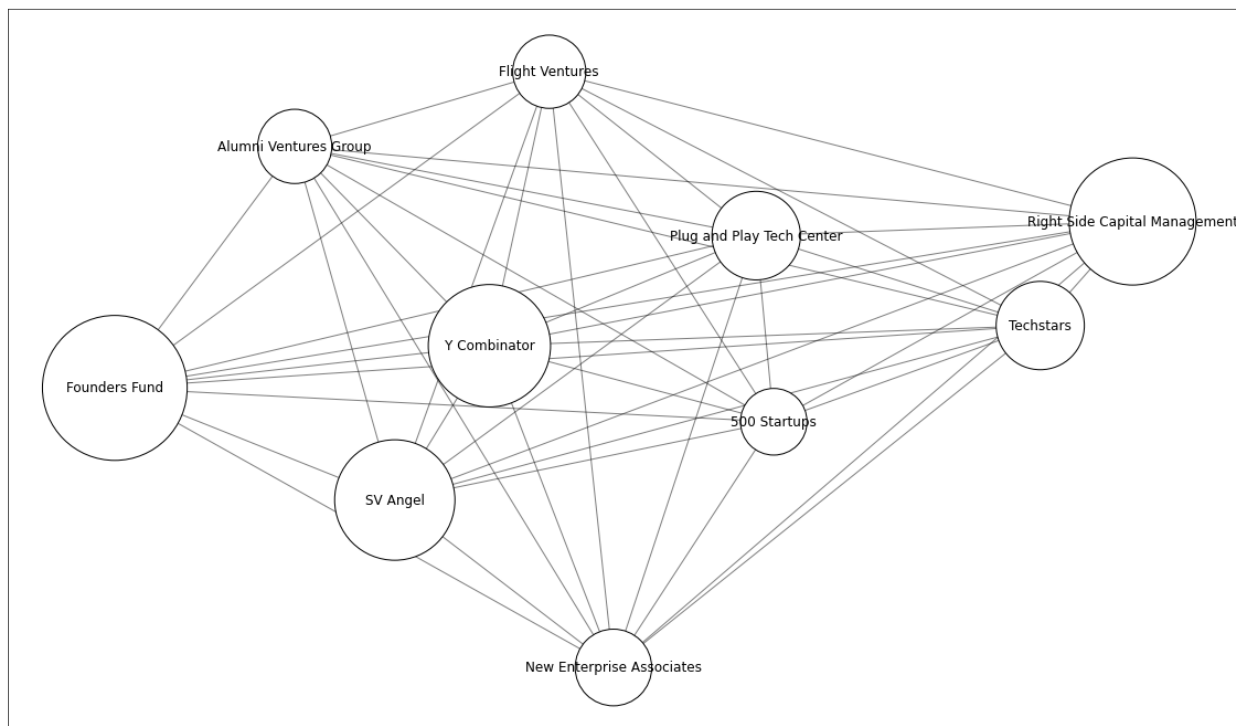 Flight Ventures
Alumni Ventures Group
Right Side Capital Management
Plug and Play Tech Center
Techstars
Y Combinator
Founders Fund
500 Startups
SV Angel
New Enterprise Associates